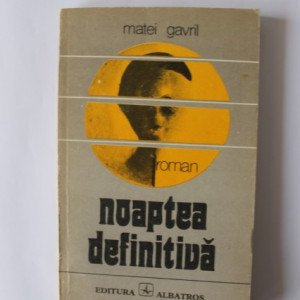 matei gavril
roman
noaptea
definitivă
EDITURA ALBATROS